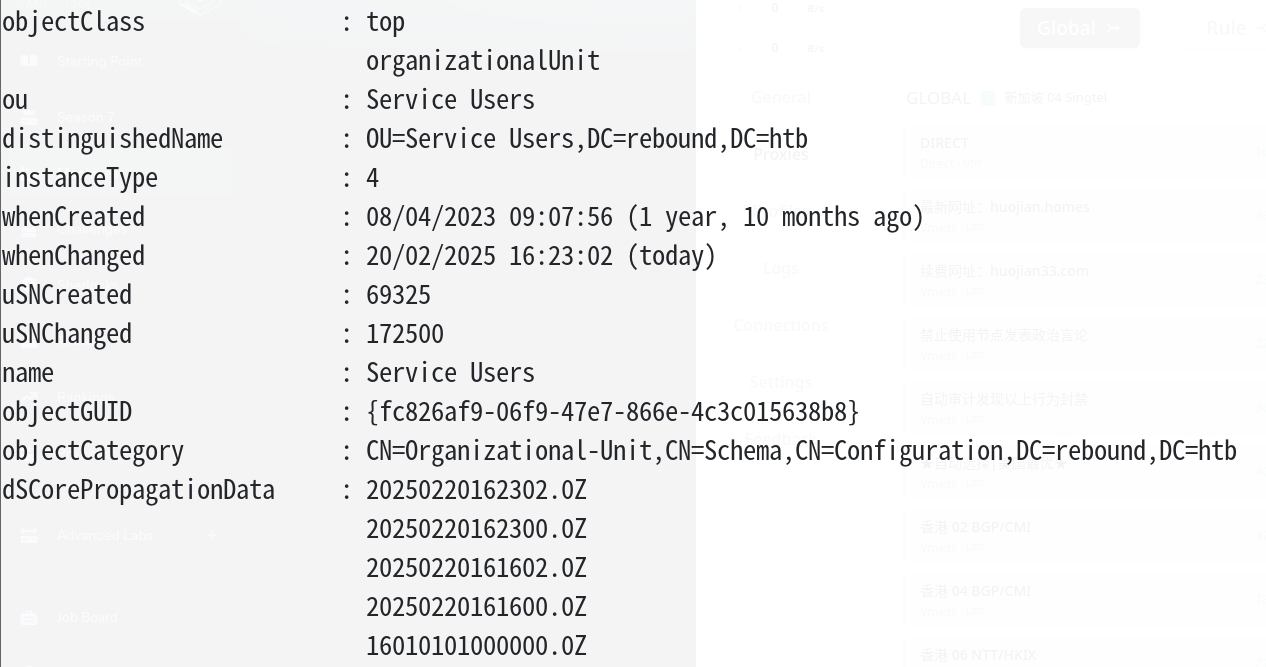 objectClass : top
organizationalUnit
ou : Service Users
distinguishedName : OU=Service Users,DC=rebound,DC=htb
instanceType : 4
whenCreated : 08/04/2023 09:07:56 (1 year, 10 months ago)
whenChanged : 20/02/2025 16:23:02 (today)
uSNCreated : 69325
uSNChanged : 172500
name : Service Users
objectGUID : {fc826af9-06f9-47e7-866e-4c3c015638b8}
objectCategory : CN=Organizational-Unit,CN=Schema,CN=Configuration,DC=rebound,DC=htb
dSCorePropagationData : 20250220162302.0Z
20250220162300.0Z
20250220161602.0Z
20250220161600.0Z
16010101000000.0Z
Starting Point
Season 7
Advanced Labs
Job Board
0
0
General
Proxies
Logs
Connections
Settings
Global
Rule
GLOBAL 新加坡 04 Singtel
DIRECT
最新网址：huojian.homes
续费网址：huojian33.com
禁止使用节点发表政治言论
自动审计发现以上行为封禁
香港 02 BGP/CMI
香港 04 BGP/CMI
香港 06 NTT/HKIX